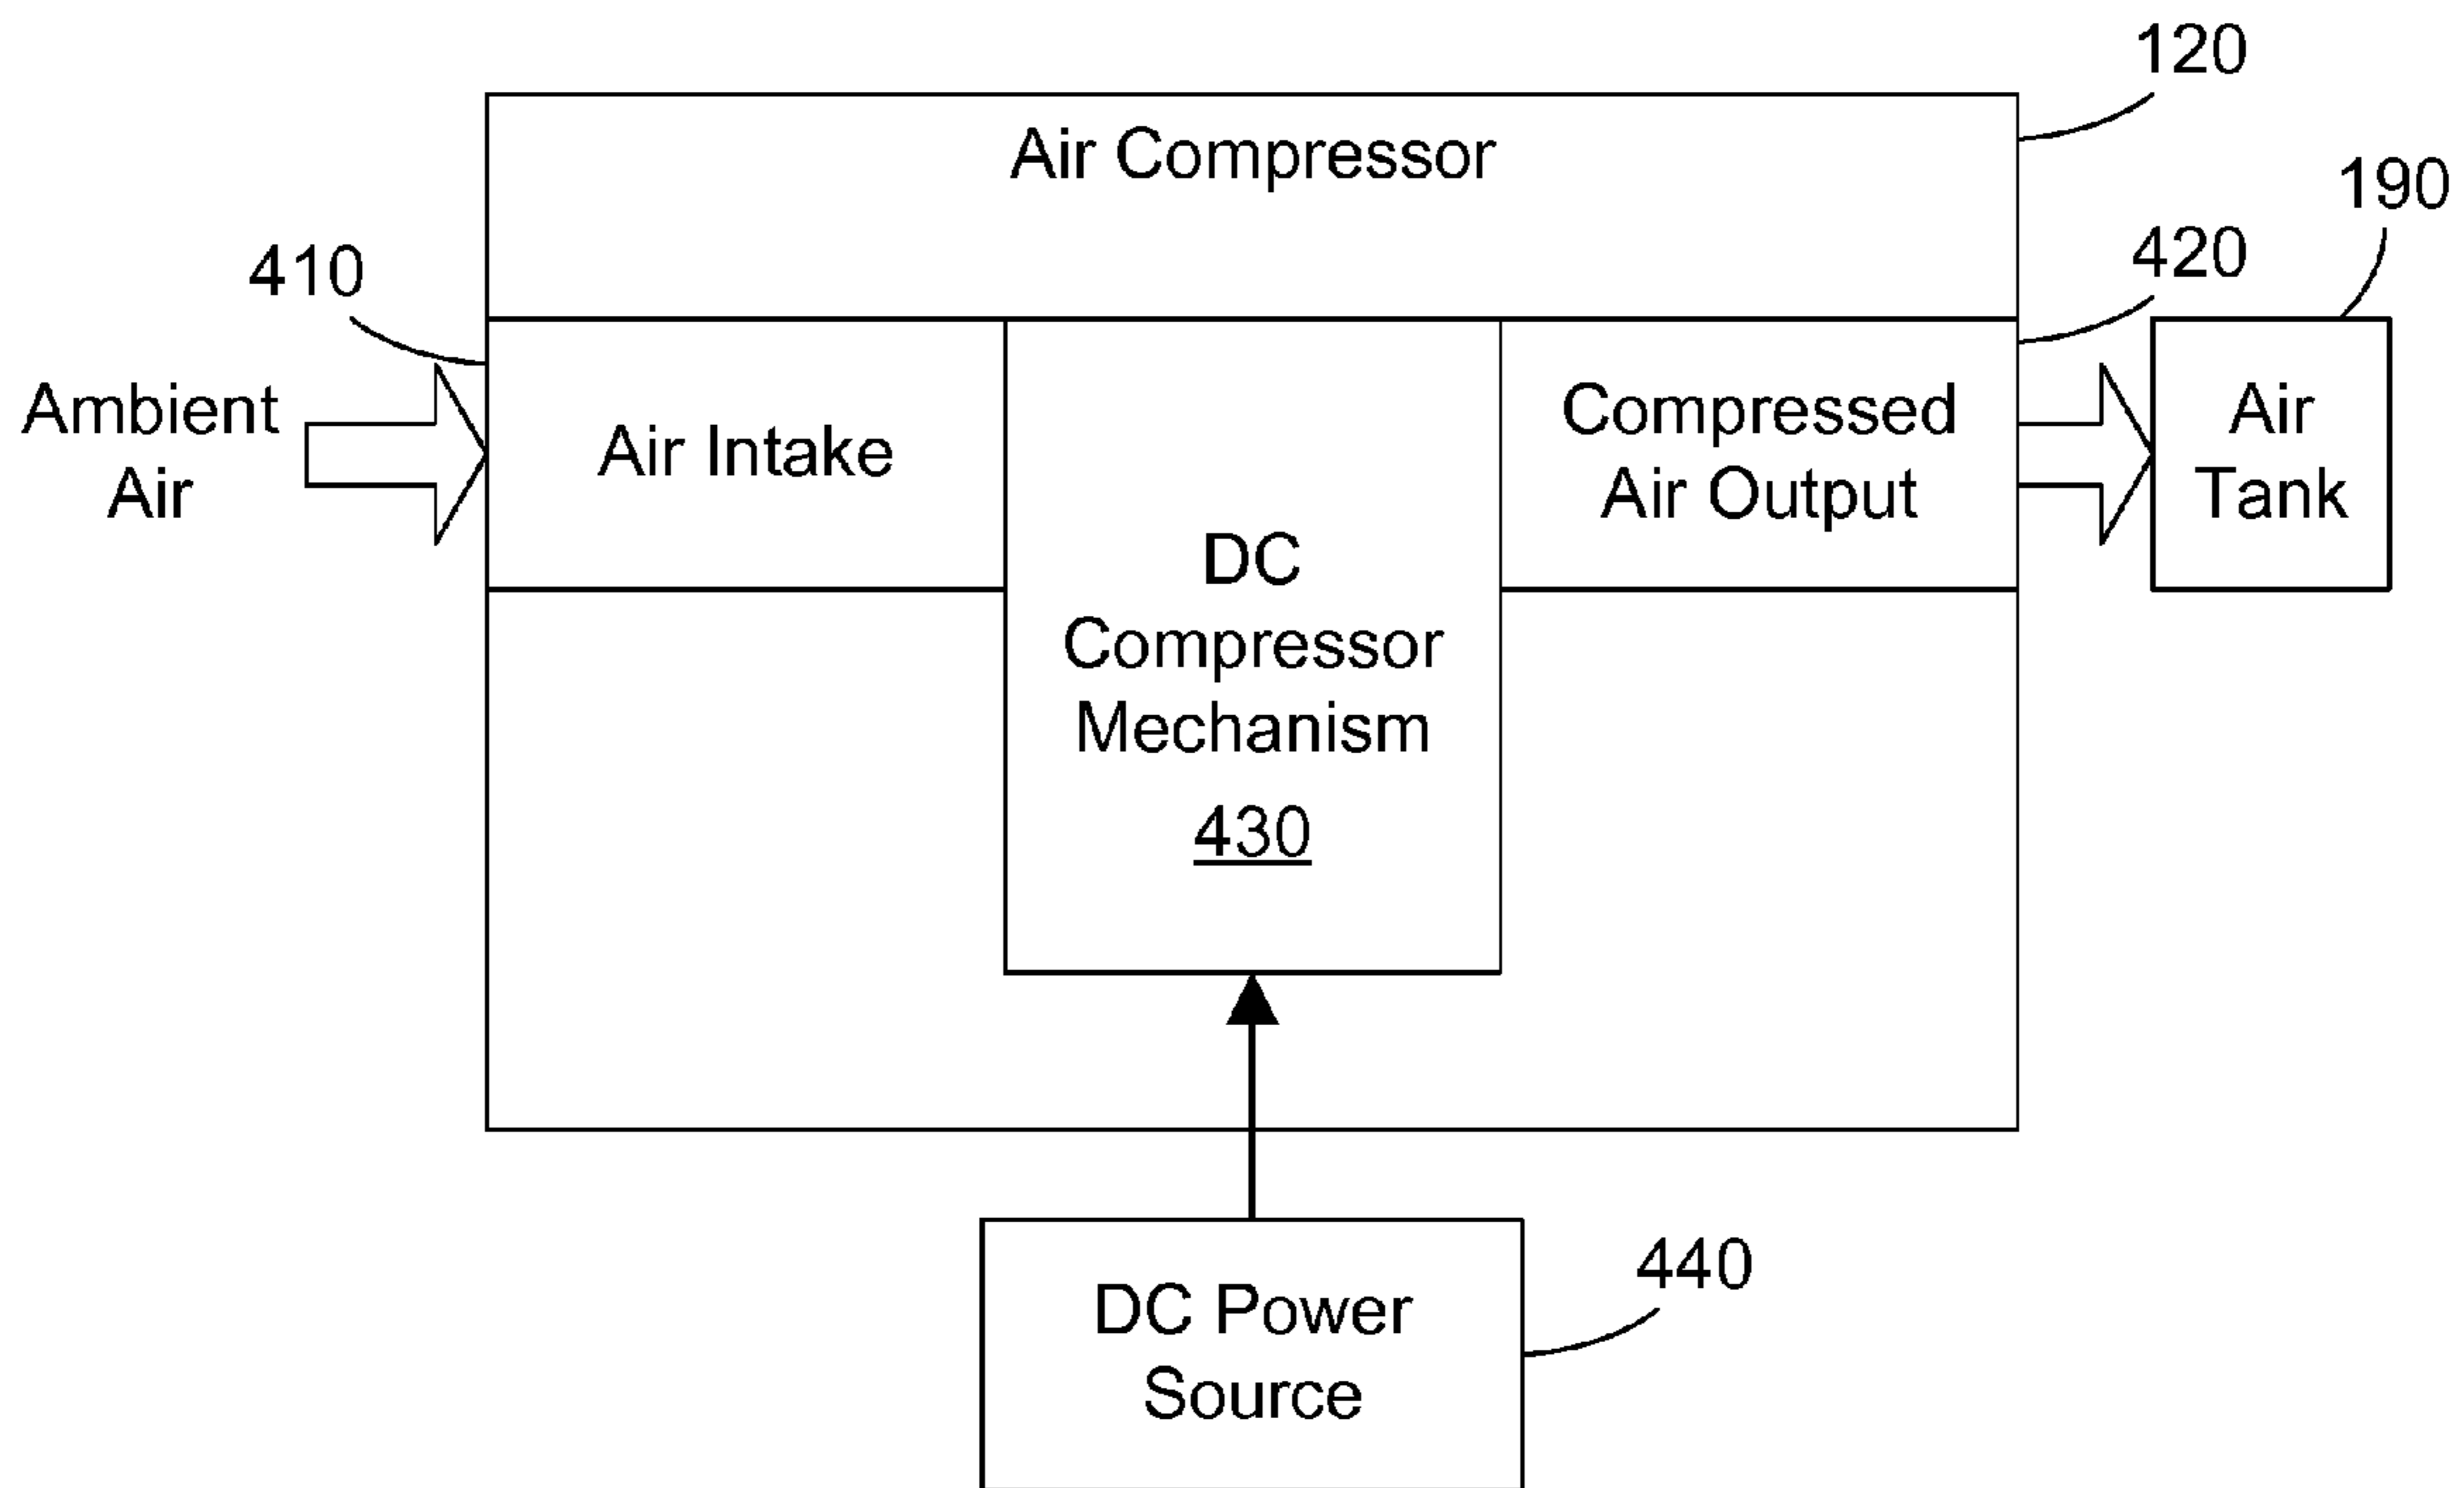 120
Air Compressor
190
410
420
Ambient
Air
Air Intake
Compressed
Air Output
Air
Tank
DC
Compressor
Mechanism
430
440
DC Power
Source